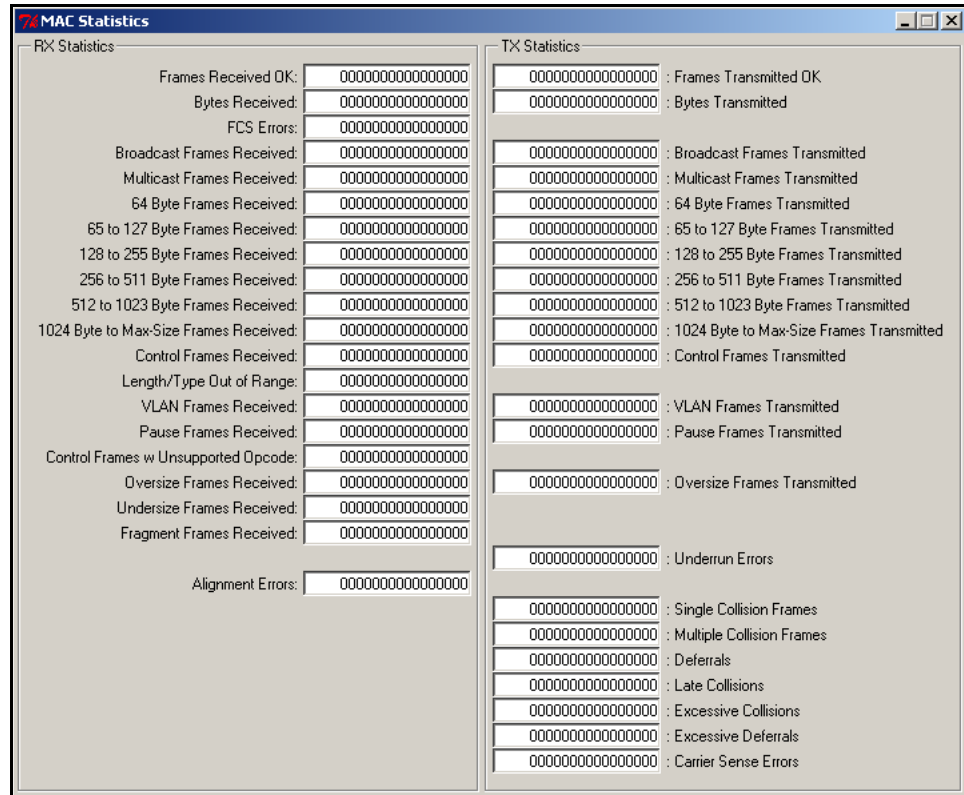 MAC Statistics
RX Statistics
Frames Received OK: 0000000000000000
Bytes Received: 0000000000000000
FCS Errors: 0000000000000000
Broadcast Frames Received: 0000000000000000
Multicast Frames Received: 0000000000000000
64 Byte Frames Received: 0000000000000000
65 to 127 Byte Frames Received: 0000000000000000
128 to 255 Byte Frames Received: 0000000000000000
256 to 511 Byte Frames Received: 0000000000000000
512 to 1023 Byte Frames Received: 0000000000000000
1024 Byte to Max-Size Frames Received: 0000000000000000
Control Frames Received: 0000000000000000
Length/Type Out of Range: 0000000000000000
VLAN Frames Received: 0000000000000000
Pause Frames Received: 0000000000000000
Control Frames w Unsupported Opcode: 0000000000000000
Oversize Frames Received: 0000000000000000
Undersize Frames Received: 0000000000000000
Fragment Frames Received: 0000000000000000
Alignment Errors: 0000000000000000
TX Statistics
0000000000000000 : Frames Transmitted OK
0000000000000000 : Bytes Transmitted
0000000000000000 : Broadcast Frames Transmitted
0000000000000000 : Multicast Frames Transmitted
0000000000000000 : 64 Byte Frames Transmitted
0000000000000000 : 65 to 127 Byte Frames Transmitted
0000000000000000 : 128 to 255 Byte Frames Transmitted
0000000000000000 : 256 to 511 Byte Frames Transmitted
0000000000000000 : 512 to 1023 Byte Frames Transmitted
0000000000000000 : 1024 Byte to Max-Size Frames Transmitted
0000000000000000 : Control Frames Transmitted
0000000000000000 : VLAN Frames Transmitted
0000000000000000 : Pause Frames Transmitted
0000000000000000 : Oversize Frames Transmitted
0000000000000000 : Underrun Errors
0000000000000000 : Single Collision Frames
0000000000000000 : Multiple Collision Frames
0000000000000000 : Deferrals
0000000000000000 : Late Collisions
0000000000000000 : Excessive Collisions
0000000000000000 : Excessive Deferrals
0000000000000000 : Carrier Sense Errors